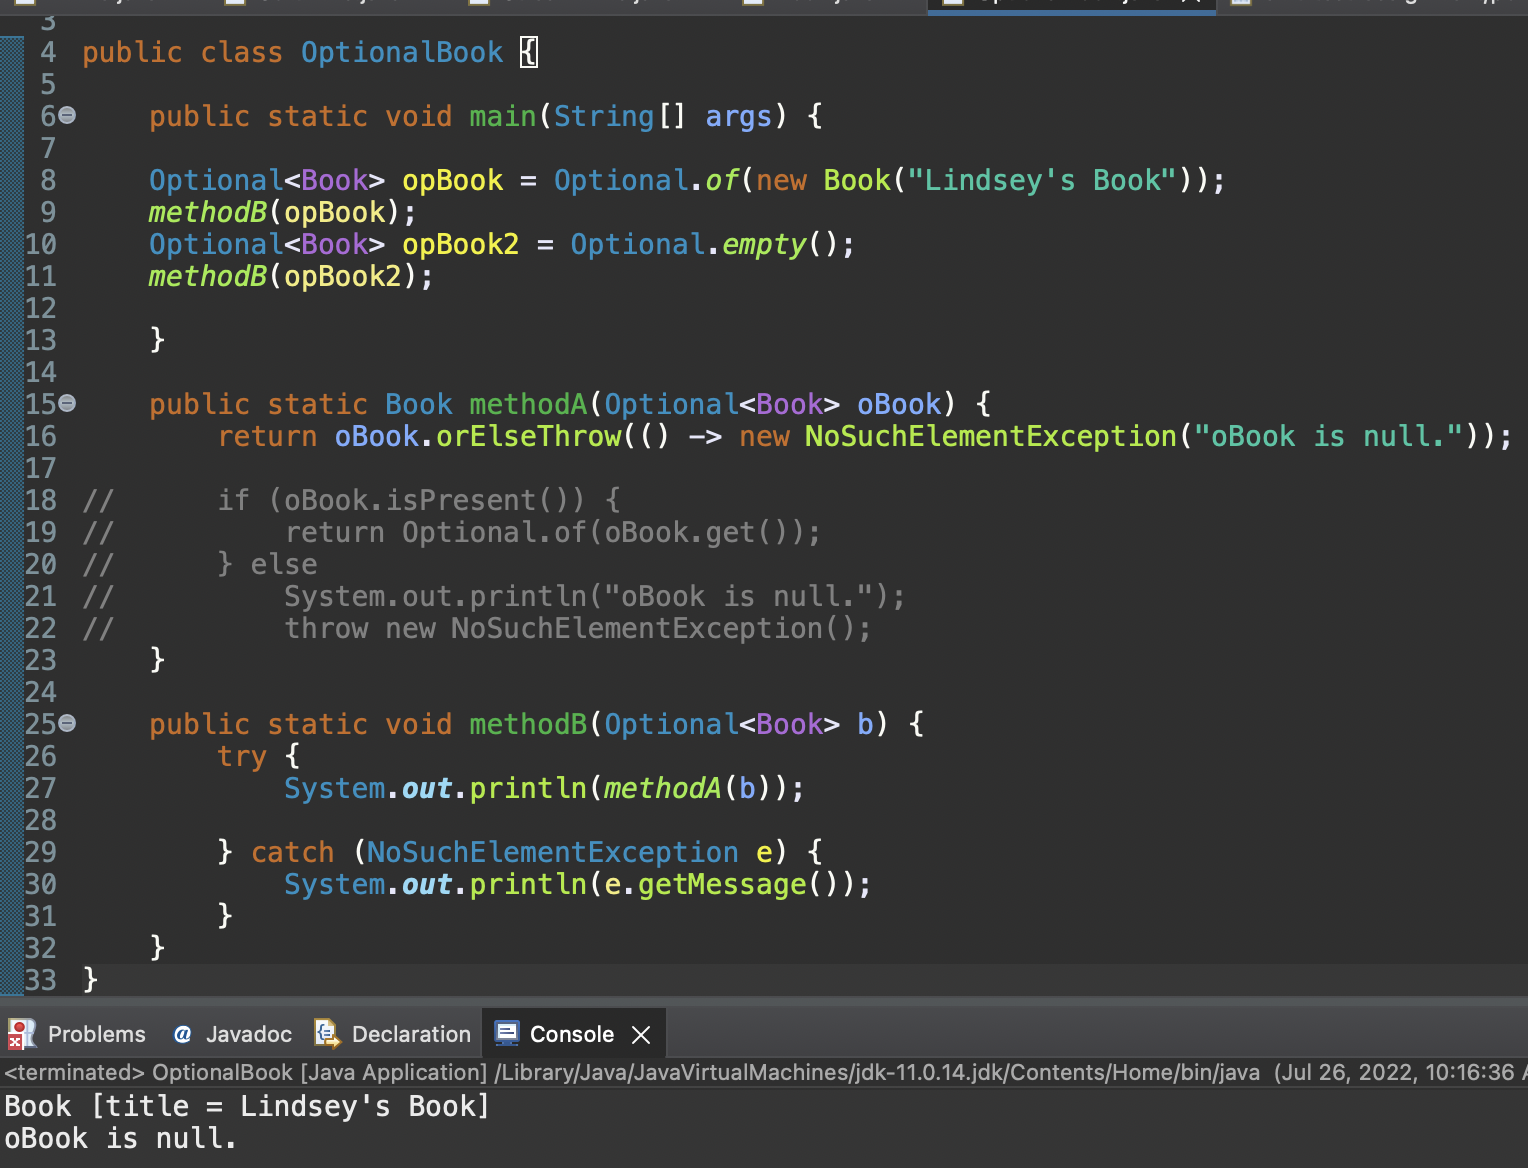 3
4 public class OptionalBook {
5
6 public static void main(String[] args) {
7
8 Optional<Book> opBook = Optional.of(new Book("Lindsey's Book"));
9 methodB(opBook);
10 Optional<Book> opBook2 = Optional.empty();
11 methodB(opBook2);
12
13 }
14
15 public static Book methodA(Optional<Book> oBook) {
16 return oBook.orElseThrow(() -> new NoSuchElementException("oBook is null."));
17
18 // if (oBook.isPresent()) {
19 // return Optional.of(oBook.get());
20 // } else
21 // System.out.println("oBook is null.");
22 // throw new NoSuchElementException();
23 }
24
25 public static void methodB(Optional<Book> b) {
26 try {
27 System.out.println(methodA(b));
28
29 } catch (NoSuchElementException e) {
30 System.out.println(e.getMessage());
31 }
32 }
33 }
Problems @ Javadoc Declaration Console
<terminated> OptionalBook [Java Application] /Library/Java/JavaVirtualMachines/jdk-11.0.14.jdk/Contents/Home/bin/java (Jul 26, 2022, 10:16:36
Book [title = Lindsey's Book]
oBook is null.